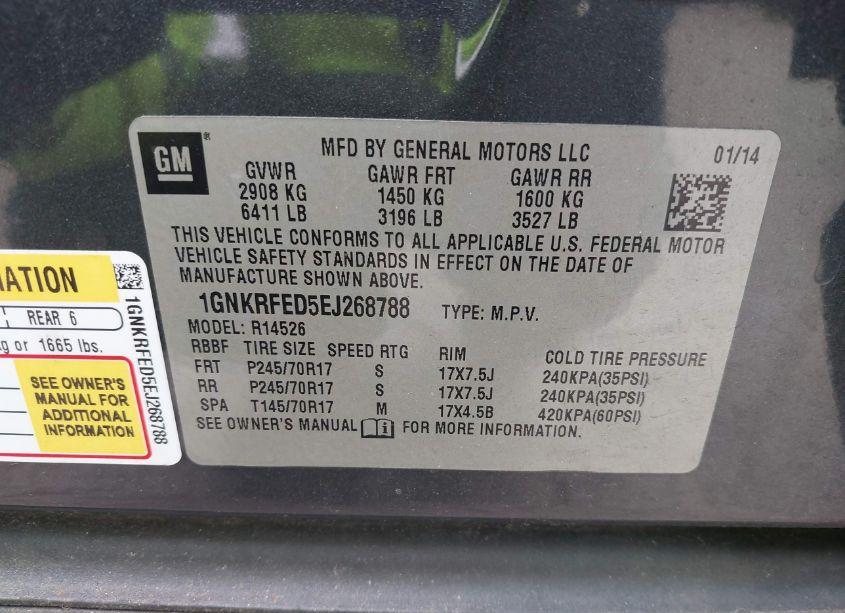 GM ®
MFD BY GENERAL MOTORS LLC 01/14
GVWR GAWR FRT GAWR RR
2908 KG 1450 KG 1600 KG
6411 LB 3196 LB 3527 LB
THIS VEHICLE CONFORMS TO ALL APPLICABLE U.S. FEDERAL MOTOR
VEHICLE SAFETY STANDARDS IN EFFECT ON THE DATE OF
MANUFACTURE SHOWN ABOVE.
1GNKRFED5EJ268788 TYPE: M.P.V.
MODEL: R14526
RBBF TIRE SIZE SPEED RTG RIM COLD TIRE PRESSURE
FRT P245/70R17 S 17X7.5J 240KPA(35PSI)
RR P245/70R17 S 17X7.5J 240KPA(35PSI)
SPA T145/70R17 M 17X4.5B 420KPA(60PSI)
SEE OWNER'S MANUAL i FOR MORE INFORMATION.
REAR 6
or 1665 lbs.
SEE OWNER'S
MANUAL FOR
ADDITIONAL
INFORMATION
1GNKRFED5EJ268788